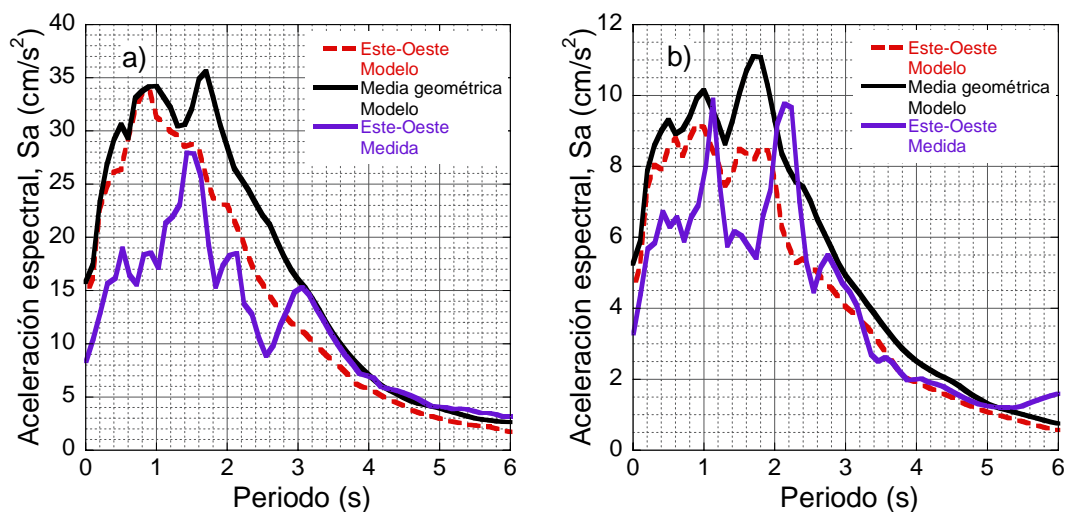 a)
Aceleración espectral, Sa (cm/s²)
40
35
30
25
20
15
10
5
0
Este-Oeste
Modelo
Media geométrica
Modelo
Este-Oeste
Medida
0 1 2 3 4 5 6
Periodo (s)
b)
Aceleración espectral, Sa (cm/s²)
12
10
8
6
4
2
0
Este-Oeste
Modelo
Media geométrica
Modelo
Este-Oeste
Medida
0 1 2 3 4 5 6
Periodo (s)